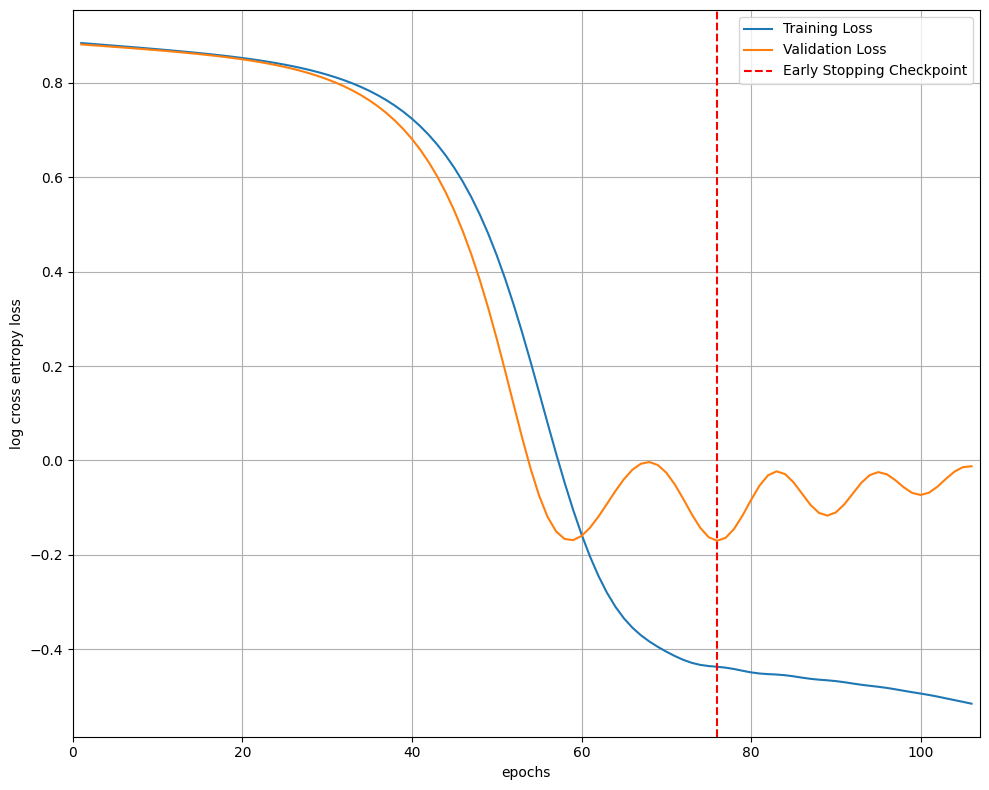 Training Loss
Validation Loss
Early Stopping Checkpoint
log cross entropy loss
0.8
0.6
0.4
0.2
0.0
−0.2
−0.4
0
20
40
60
80
100
epochs